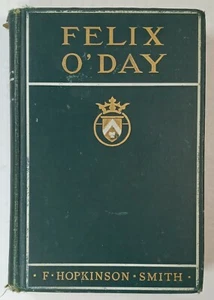 FELIX
O'DAY
· F · HOPKINSON · SMITH ·